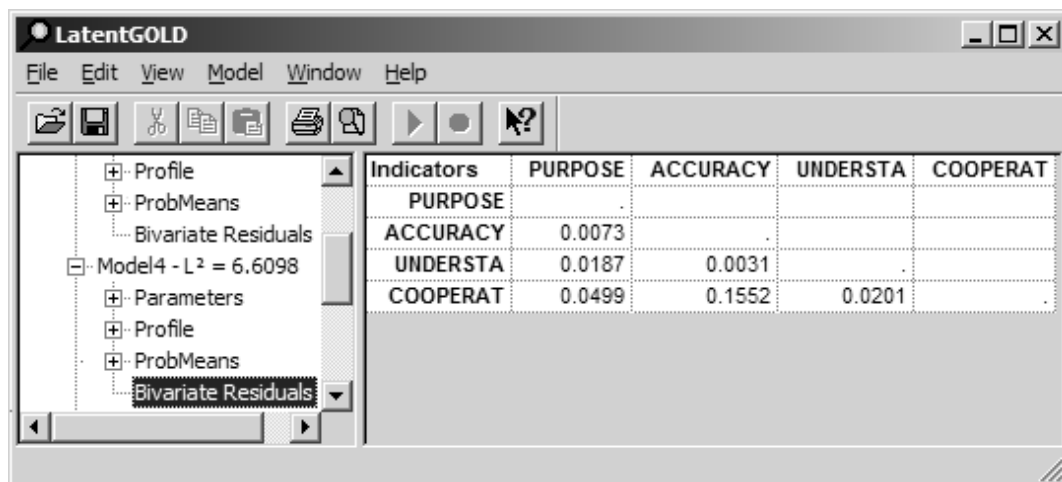 LatentGOLD
File Edit View Model Window Help
Profile
ProbMeans
Bivariate Residuals
Model4 - L² = 6.6098
Parameters
Profile
ProbMeans
Bivariate Residuals
Indicators PURPOSE ACCURACY UNDERSTA COOPERAT
PURPOSE .
ACCURACY 0.0073 .
UNDERSTA 0.0187 0.0031 .
COOPERAT 0.0499 0.1552 0.0201 .